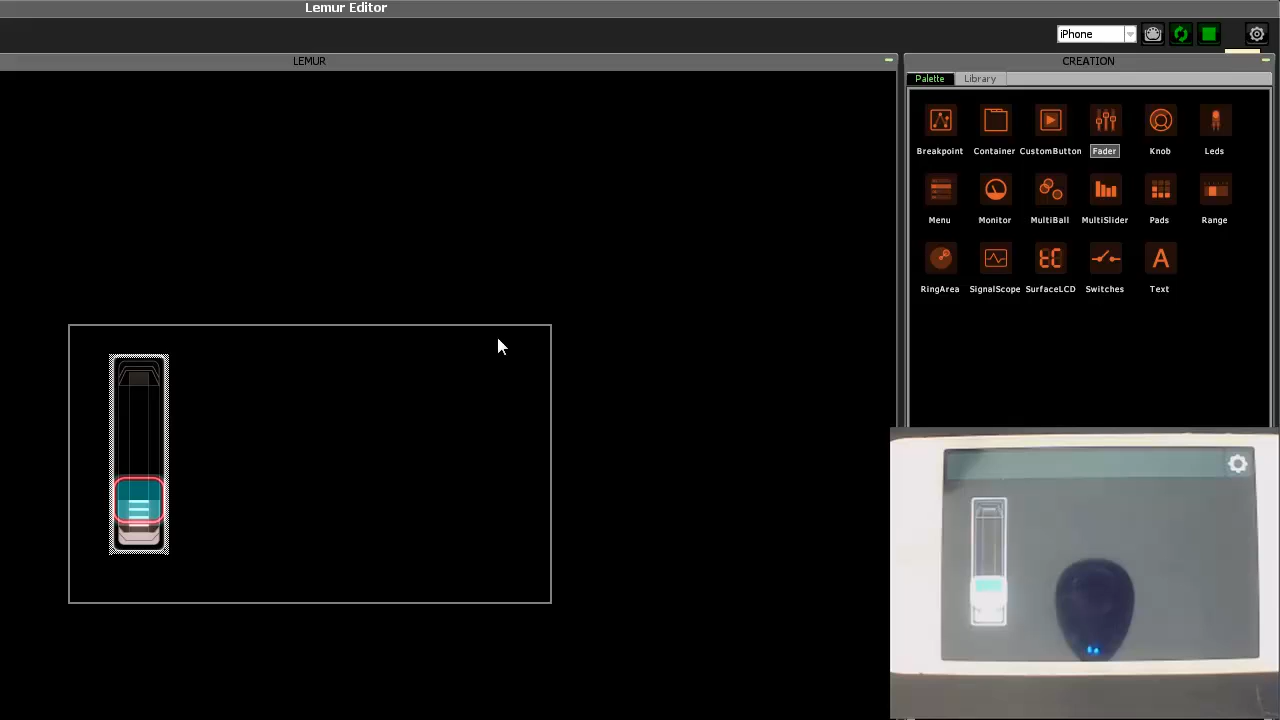 Lemur Editor
iPhone
LEMUR
CREATION
Palette
Library
Breakpoint
Container
CustomButton
Fader
Knob
Leds
Menu
Monitor
MultiBall
MultiSlider
Pads
Range
RingArea
SignalScope
SurfaceLCD
Switches
Text